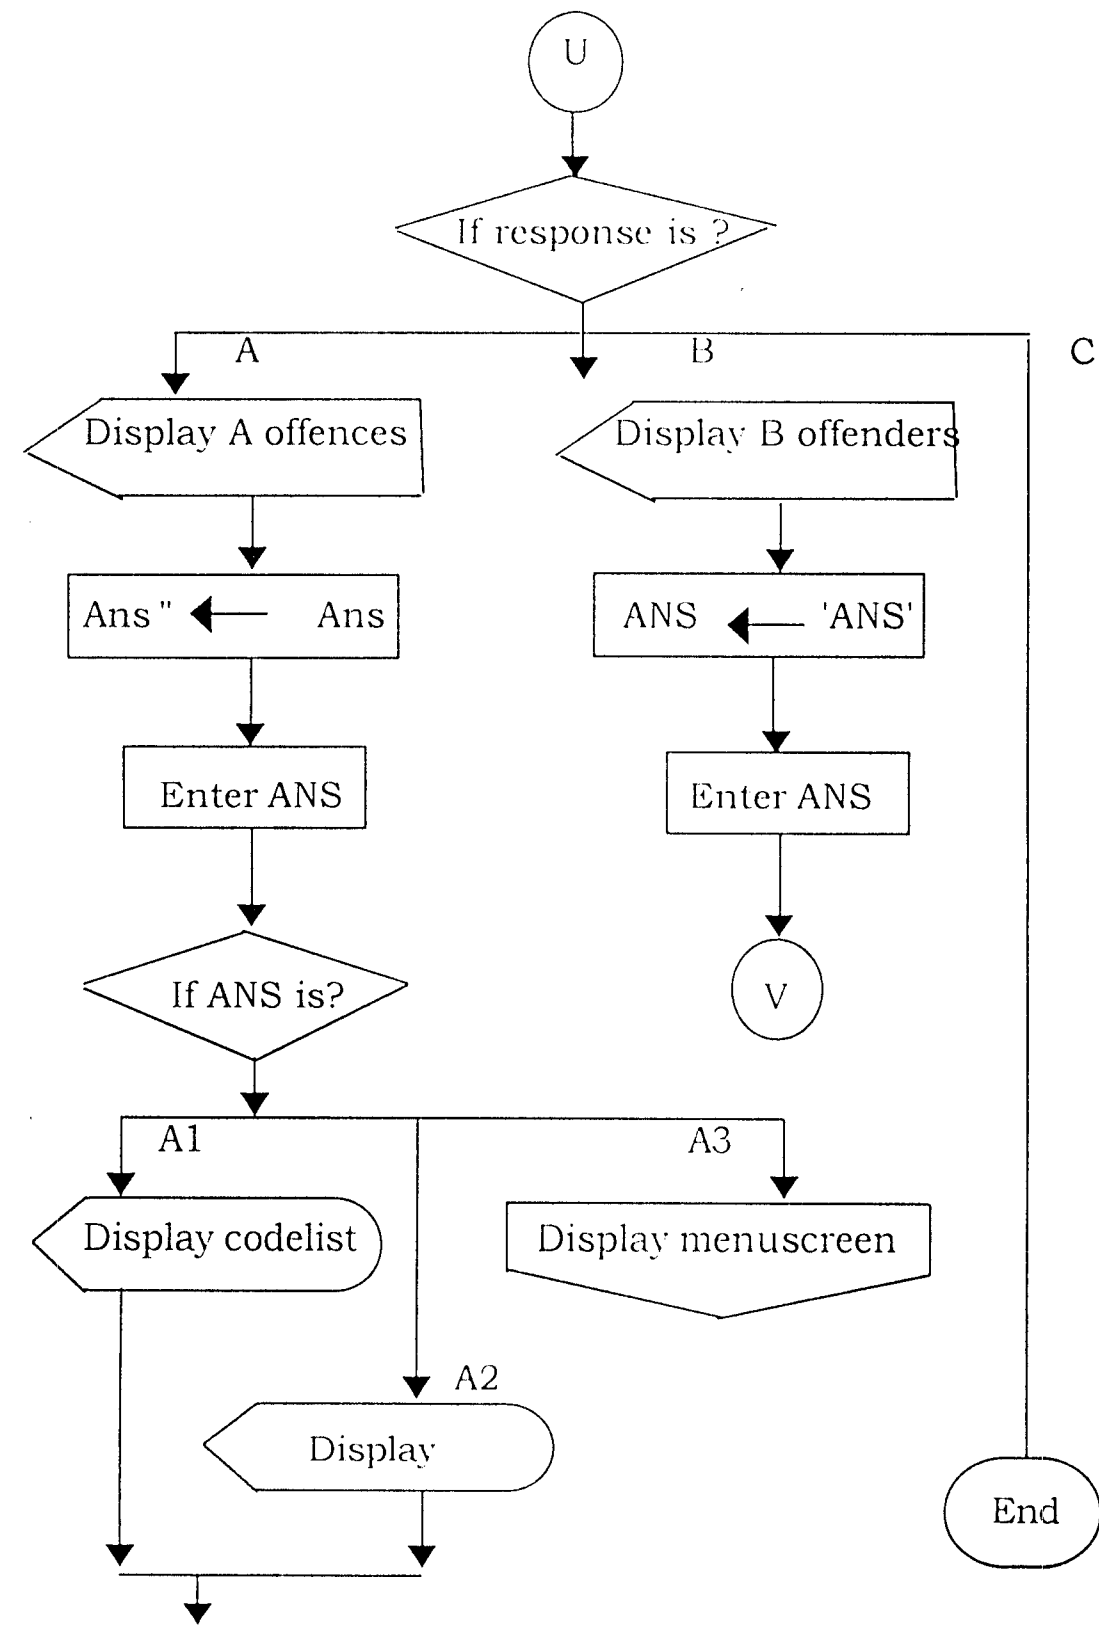 U
If response is ?
A
B
C
Display A offences
Display B offenders
Ans " Ans
ANS 'ANS'
Enter ANS
Enter ANS
If ANS is?
V
A1
A3
Display codelist
Display menuscreen
A2
Display
End